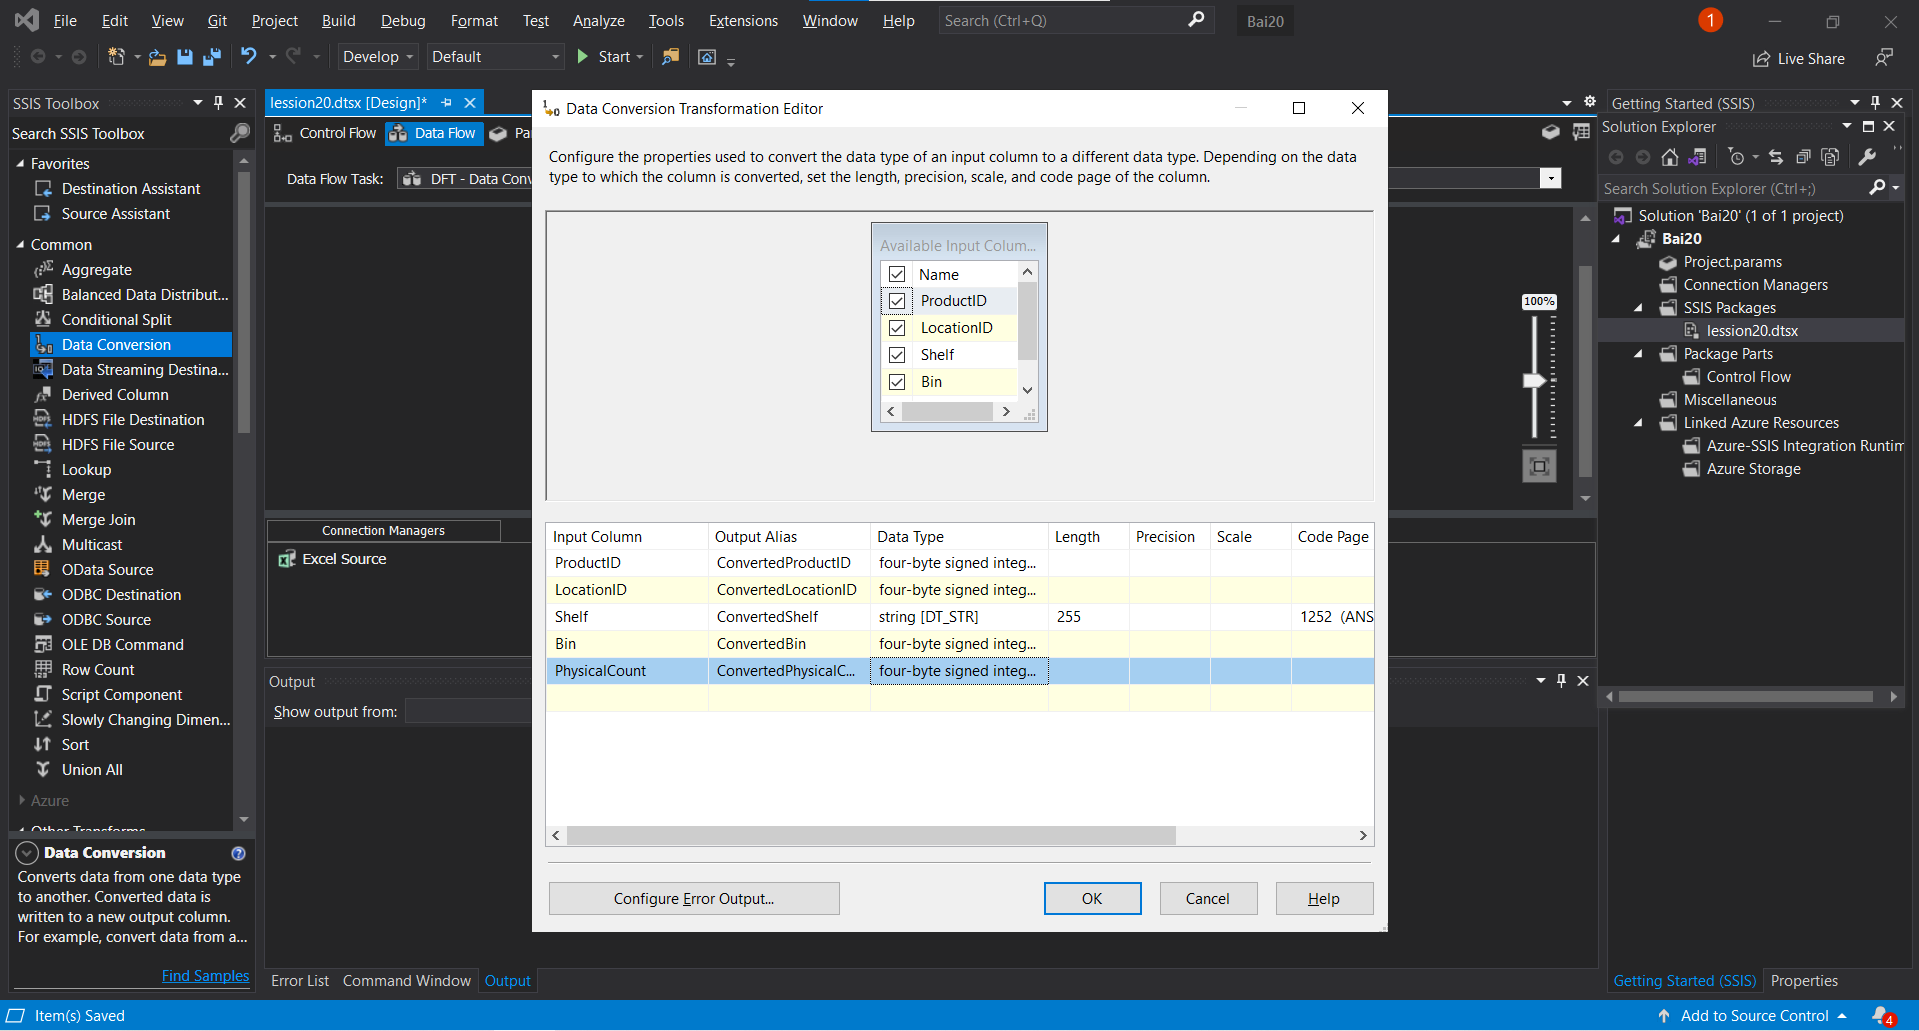 File Edit View Git Project Build Debug Format Test Analyze Tools Extensions Window Help Search (Ctrl+Q) Bai20 1
Develop Default Start Live Share
SSIS Toolbox
Search SSIS Toolbox
Favorites
Destination Assistant
Source Assistant
Common
Aggregate
Balanced Data Distribut...
Conditional Split
Data Conversion
Data Streaming Destina...
Derived Column
HDFS File Destination
HDFS File Source
Lookup
Merge
Merge Join
Multicast
OData Source
ODBC Destination
ODBC Source
OLE DB Command
Row Count
Script Component
Slowly Changing Dimen...
Sort
Union All
Azure
Other Transforms
Data Conversion
Converts data from one data type
to another. Converted data is
written to a new output column.
For example, convert data from a...
Find Samples
lession20.dtsx [Design]*
Control Flow Data Flow Pa
Data Flow Task: DFT - Data Conv
100%
Connection Managers
Excel Source
Output
Show output from:
Error List Command Window Output
Data Conversion Transformation Editor
Configure the properties used to convert the data type of an input column to a different data type. Depending on the data
type to which the column is converted, set the length, precision, scale, and code page of the column.
Available Input Colum...
Name
ProductID
LocationID
Shelf
Bin
Input Column Output Alias Data Type Length Precision Scale Code Page
ProductID ConvertedProductID four-byte signed integ...
LocationID ConvertedLocationID four-byte signed integ...
Shelf ConvertedShelf string [DT_STR] 255 1252 (ANS
Bin ConvertedBin four-byte signed integ...
PhysicalCount ConvertedPhysicalC... four-byte signed integ...
Configure Error Output... OK Cancel Help
Getting Started (SSIS)
Solution Explorer
Search Solution Explorer (Ctrl+;)
Solution 'Bai20' (1 of 1 project)
Bai20
Project.params
Connection Managers
SSIS Packages
lession20.dtsx
Package Parts
Control Flow
Miscellaneous
Linked Azure Resources
Azure-SSIS Integration Runtim
Azure Storage
Getting Started (SSIS) Properties
Item(s) Saved Add to Source Control 4